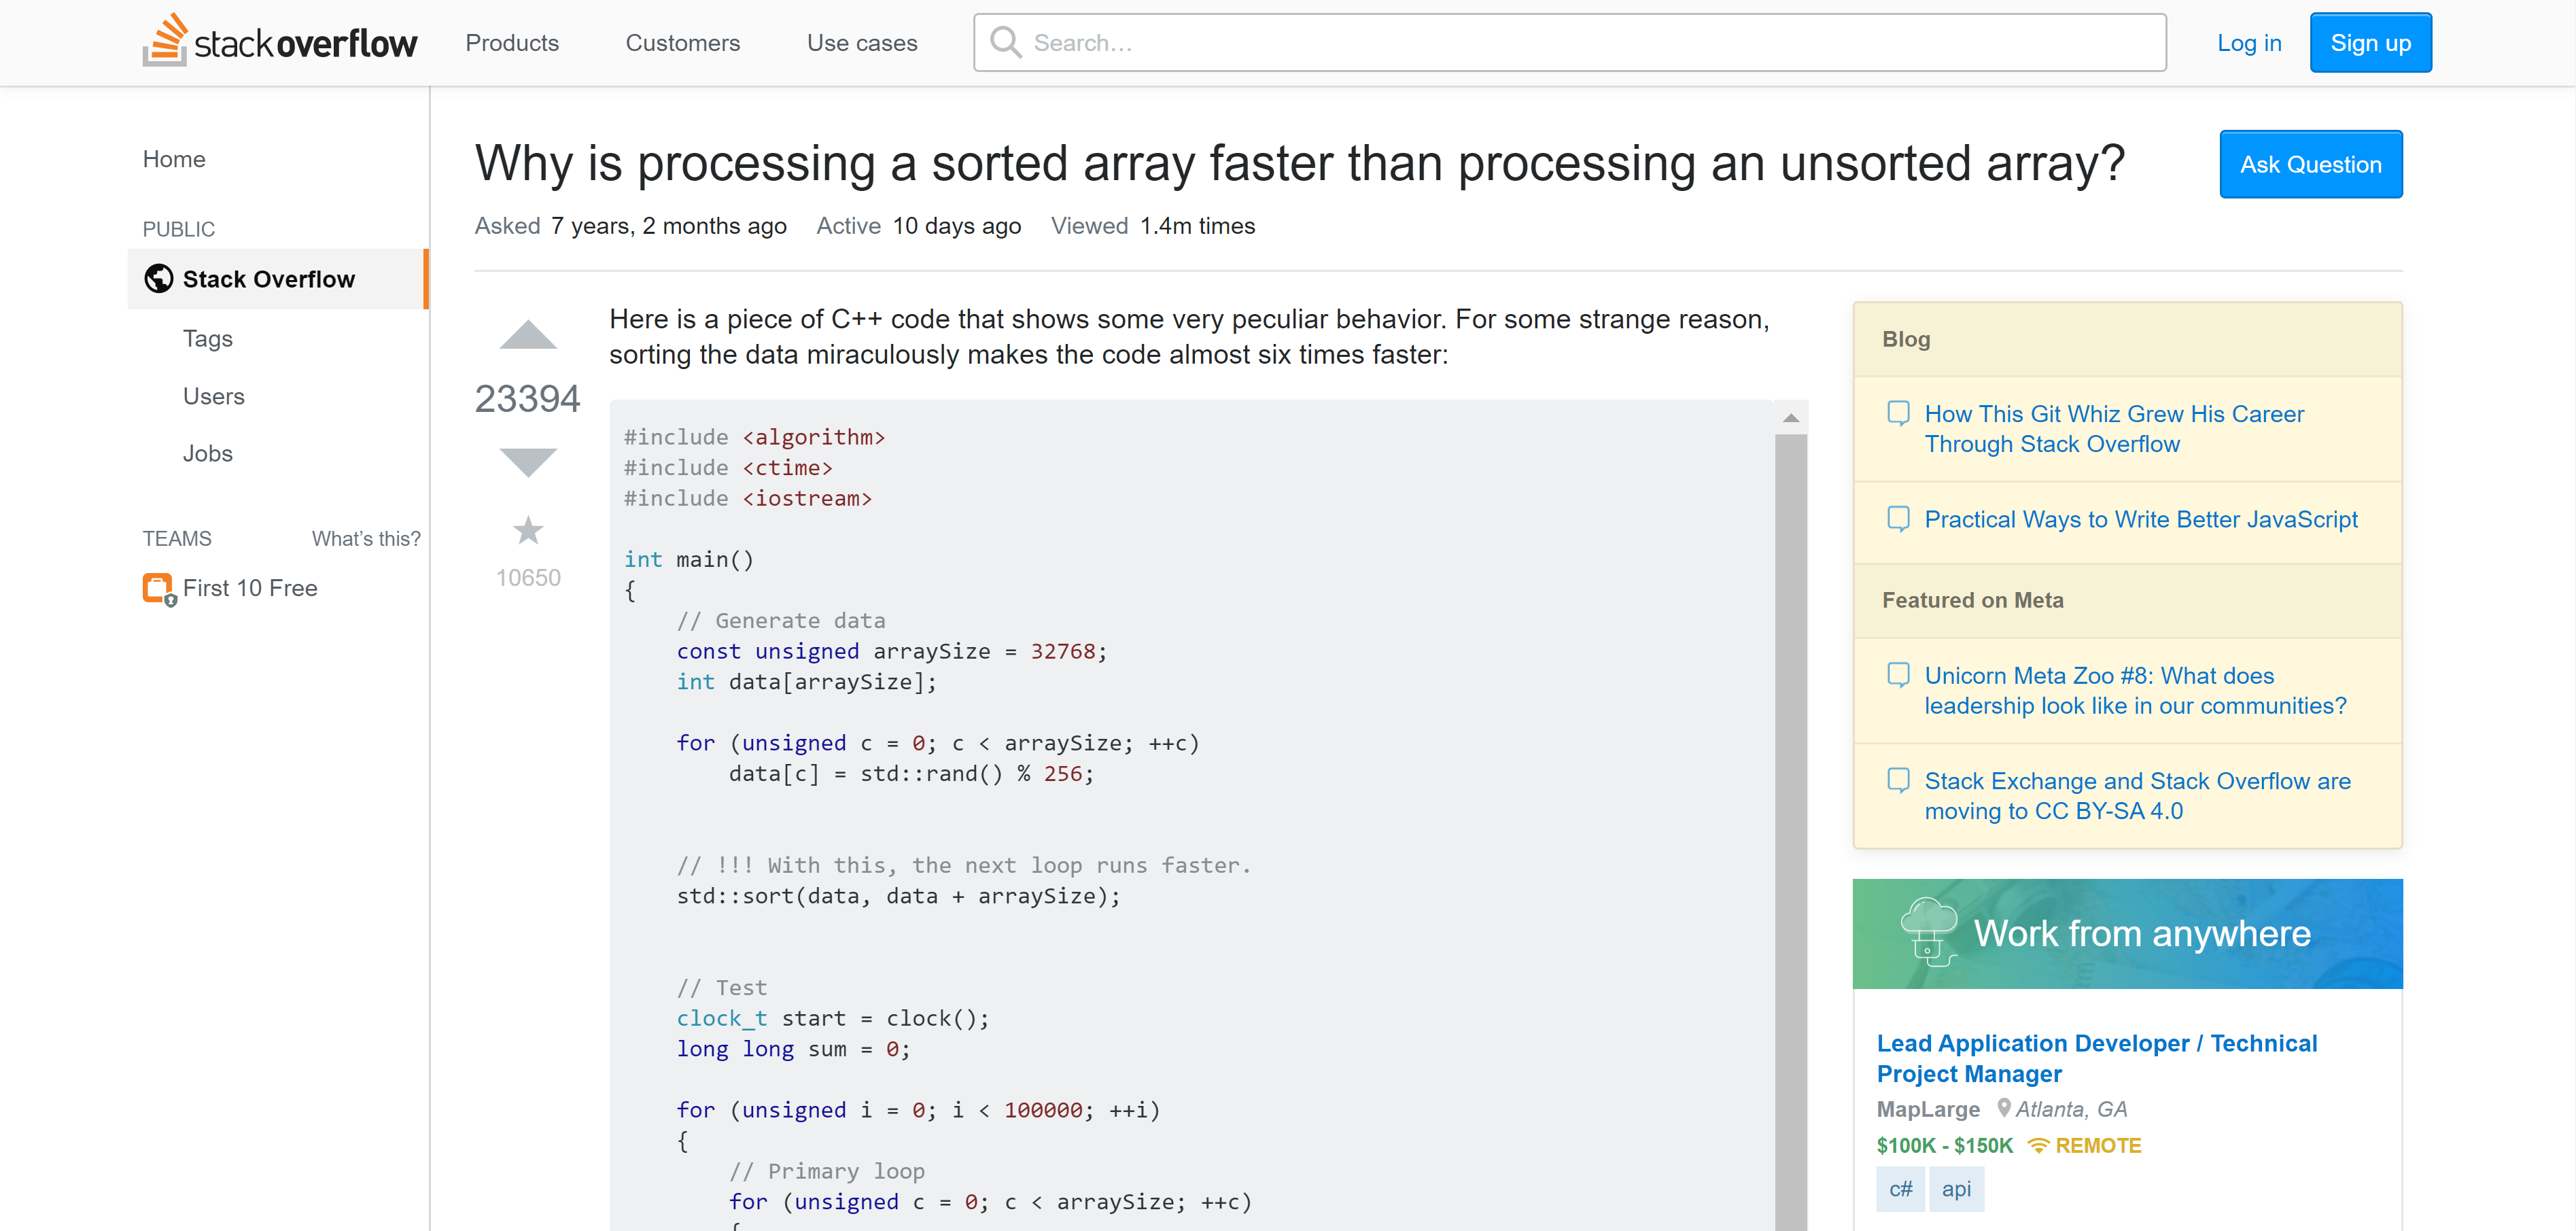 stackoverflow Products Customers Use cases Search… Log in Sign up
Home
PUBLIC
Stack Overflow
Tags
Users
Jobs
TEAMS What's this?
First 10 Free
Why is processing a sorted array faster than processing an unsorted array?
Ask Question
Asked 7 years, 2 months ago Active 10 days ago Viewed 1.4m times
23394
10650
Here is a piece of C++ code that shows some very peculiar behavior. For some strange reason,
sorting the data miraculously makes the code almost six times faster:
#include <algorithm>
#include <ctime>
#include <iostream>
int main()
{
    // Generate data
    const unsigned arraySize = 32768;
    int data[arraySize];
    for (unsigned c = 0; c < arraySize; ++c)
        data[c] = std::rand() % 256;
    // !!! With this, the next loop runs faster.
    std::sort(data, data + arraySize);
    // Test
    clock_t start = clock();
    long long sum = 0;
    for (unsigned i = 0; i < 100000; ++i)
    {
        // Primary loop
        for (unsigned c = 0; c < arraySize; ++c)
        {
Blog
How This Git Whiz Grew His Career
Through Stack Overflow
Practical Ways to Write Better JavaScript
Featured on Meta
Unicorn Meta Zoo #8: What does
leadership look like in our communities?
Stack Exchange and Stack Overflow are
moving to CC BY-SA 4.0
Work from anywhere
Lead Application Developer / Technical
Project Manager
MapLarge Atlanta, GA
$100K - $150K REMOTE
c# api